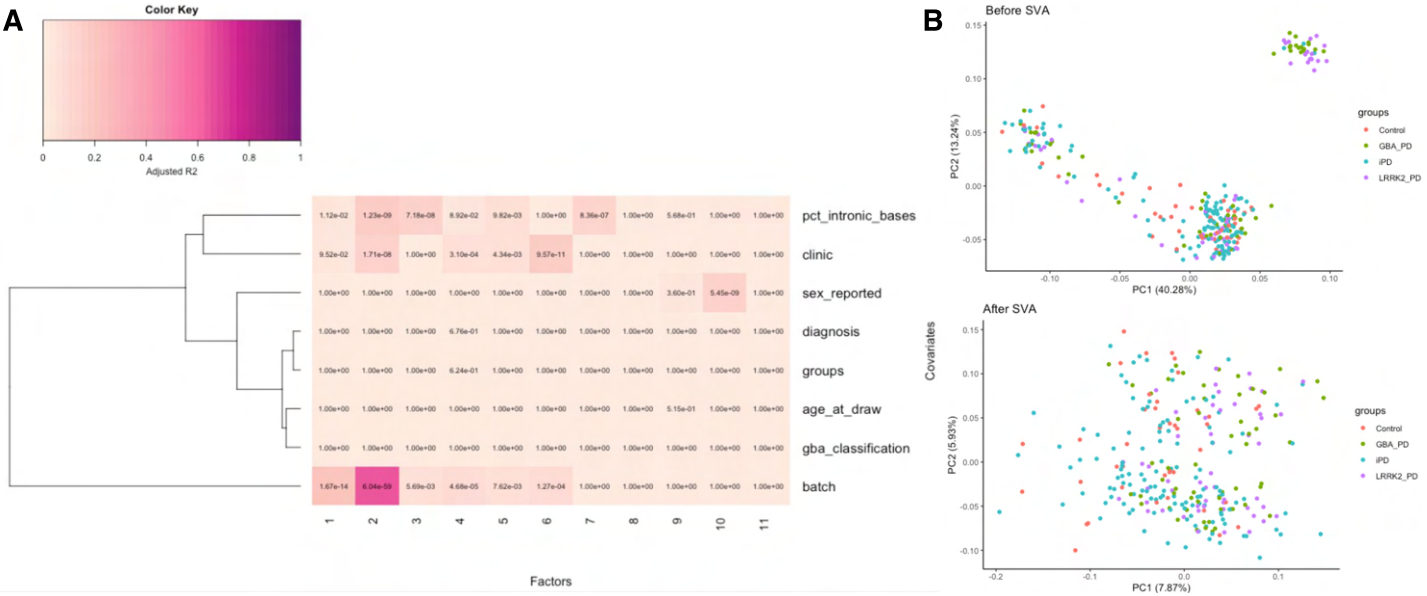 A
Color Key
0 0.2 0.4 0.6 0.8 1
Adjusted R2
1.12e-02 1.23e-09 7.18e-08 8.92e-02 9.82e-03 1.00e+00 8.36e-07 1.00e+00 5.68e-01 1.00e+00 1.00e+00 pct_intronic_bases
9.52e-02 1.71e-08 1.00e+00 3.10e-04 4.34e-03 9.57e-11 1.00e+00 1.00e+00 1.00e+00 1.00e+00 1.00e+00 clinic
1.00e+00 1.00e+00 1.00e+00 1.00e+00 1.00e+00 1.00e+00 1.00e+00 1.00e+00 3.60e-01 5.45e-09 1.00e+00 sex_reported
1.00e+00 1.00e+00 1.00e+00 6.76e-01 1.00e+00 1.00e+00 1.00e+00 1.00e+00 1.00e+00 1.00e+00 1.00e+00 diagnosis
1.00e+00 1.00e+00 1.00e+00 6.24e-01 1.00e+00 1.00e+00 1.00e+00 1.00e+00 1.00e+00 1.00e+00 1.00e+00 groups
1.00e+00 1.00e+00 1.00e+00 1.00e+00 1.00e+00 1.00e+00 1.00e+00 1.00e+00 5.15e-01 1.00e+00 1.00e+00 age_at_draw
1.00e+00 1.00e+00 1.00e+00 1.00e+00 1.00e+00 1.00e+00 1.00e+00 1.00e+00 1.00e+00 1.00e+00 1.00e+00 gba_classification
1.67e-14 6.04e-59 5.69e-03 4.68e-05 7.62e-03 1.27e-04 1.00e+00 1.00e+00 1.00e+00 1.00e+00 1.00e+00 batch
1 2 3 4 5 6 7 8 9 10 11
Factors
Covariates
B
Before SVA
0.15
0.10
0.05
0.00
-0.05
PC2 (13.24%)
-0.10 -0.05 0.00 0.05 0.10
PC1 (40.28%)
groups
Control
GBA_PD
iPD
LRRK2_PD
After SVA
0.15
0.10
0.05
0.00
-0.05
-0.10
PC2 (5.93%)
-0.2 -0.1 0.0 0.1
PC1 (7.87%)
groups
Control
GBA_PD
iPD
LRRK2_PD